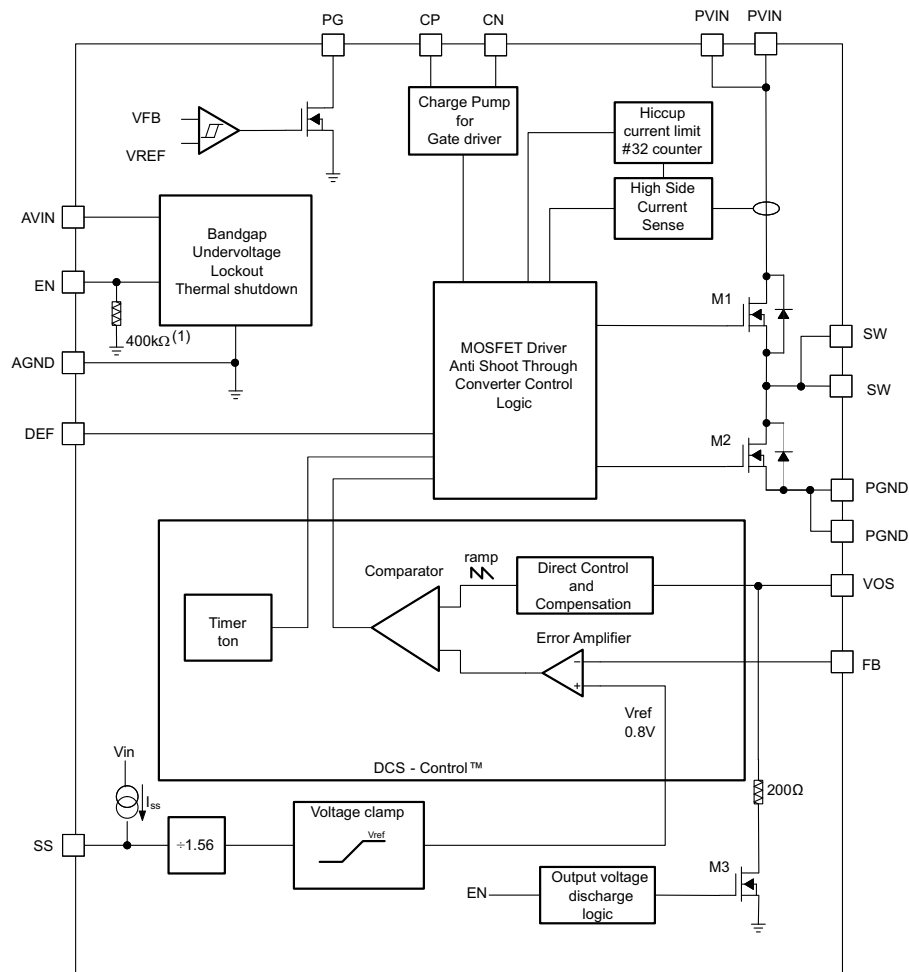 PG
CP
CN
PVIN
PVIN
VFB
VREF
Charge Pump
for
Gate driver
Hiccup
current limit
#32 counter
High Side
Current
Sense
AVIN
EN
AGND
DEF
Bandgap
Undervoltage
Lockout
Thermal shutdown
400kΩ(1)
MOSFET Driver
Anti Shoot Through
Converter Control
Logic
M1
M2
SW
SW
PGND
PGND
VOS
FB
Timer
ton
Comparator
ramp
Direct Control
and
Compensation
Error Amplifier
−
+
Vref
0.8V
DCS - Control™
Vin
Iss
SS
÷1.56
Voltage clamp
Vref
200Ω
M3
EN
Output voltage
discharge
logic